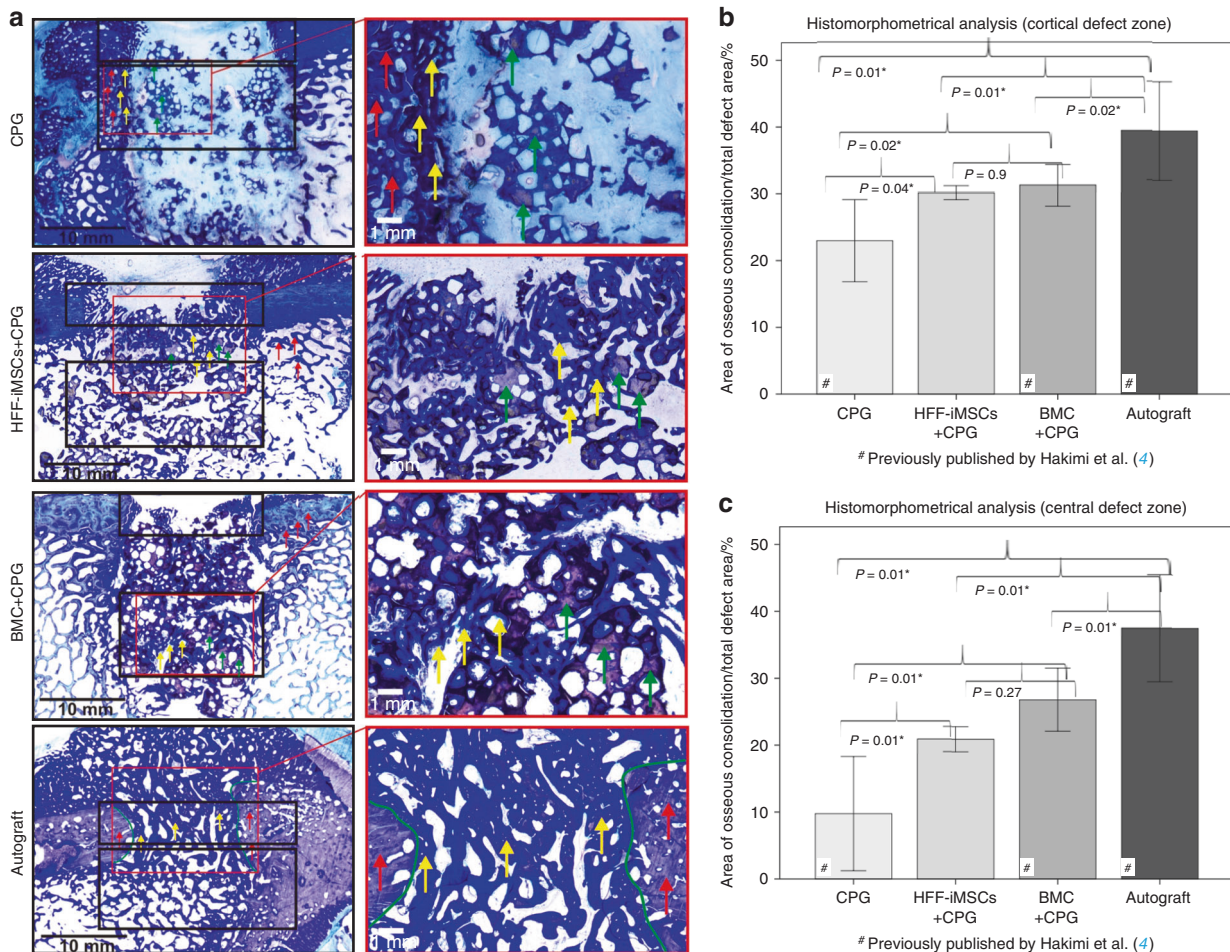 a
CPG
10 mm
1 mm
HFF-iMSCs+CPG
10 mm
1 mm
BMC+CPG
10 mm
1 mm
Autograft
10 mm
1 mm
b
Histomorphometrical analysis (cortical defect zone)
Area of osseous consolidation/total defect area/%
50
40
30
20
10
0
P = 0.01*
P = 0.01*
P = 0.02*
P = 0.02*
P = 0.9
P = 0.04*
#
#
#
CPG
HFF-iMSCs
+CPG
BMC
+CPG
Autograft
# Previously published by Hakimi et al. (4)
c
Histomorphometrical analysis (central defect zone)
Area of osseous consolidation/total defect area/%
50
40
30
20
10
0
P = 0.01*
P = 0.01*
P = 0.01*
P = 0.01*
P = 0.27
P = 0.01*
#
#
#
CPG
HFF-iMSCs
+CPG
BMC
+CPG
Autograft
# Previously published by Hakimi et al. (4)